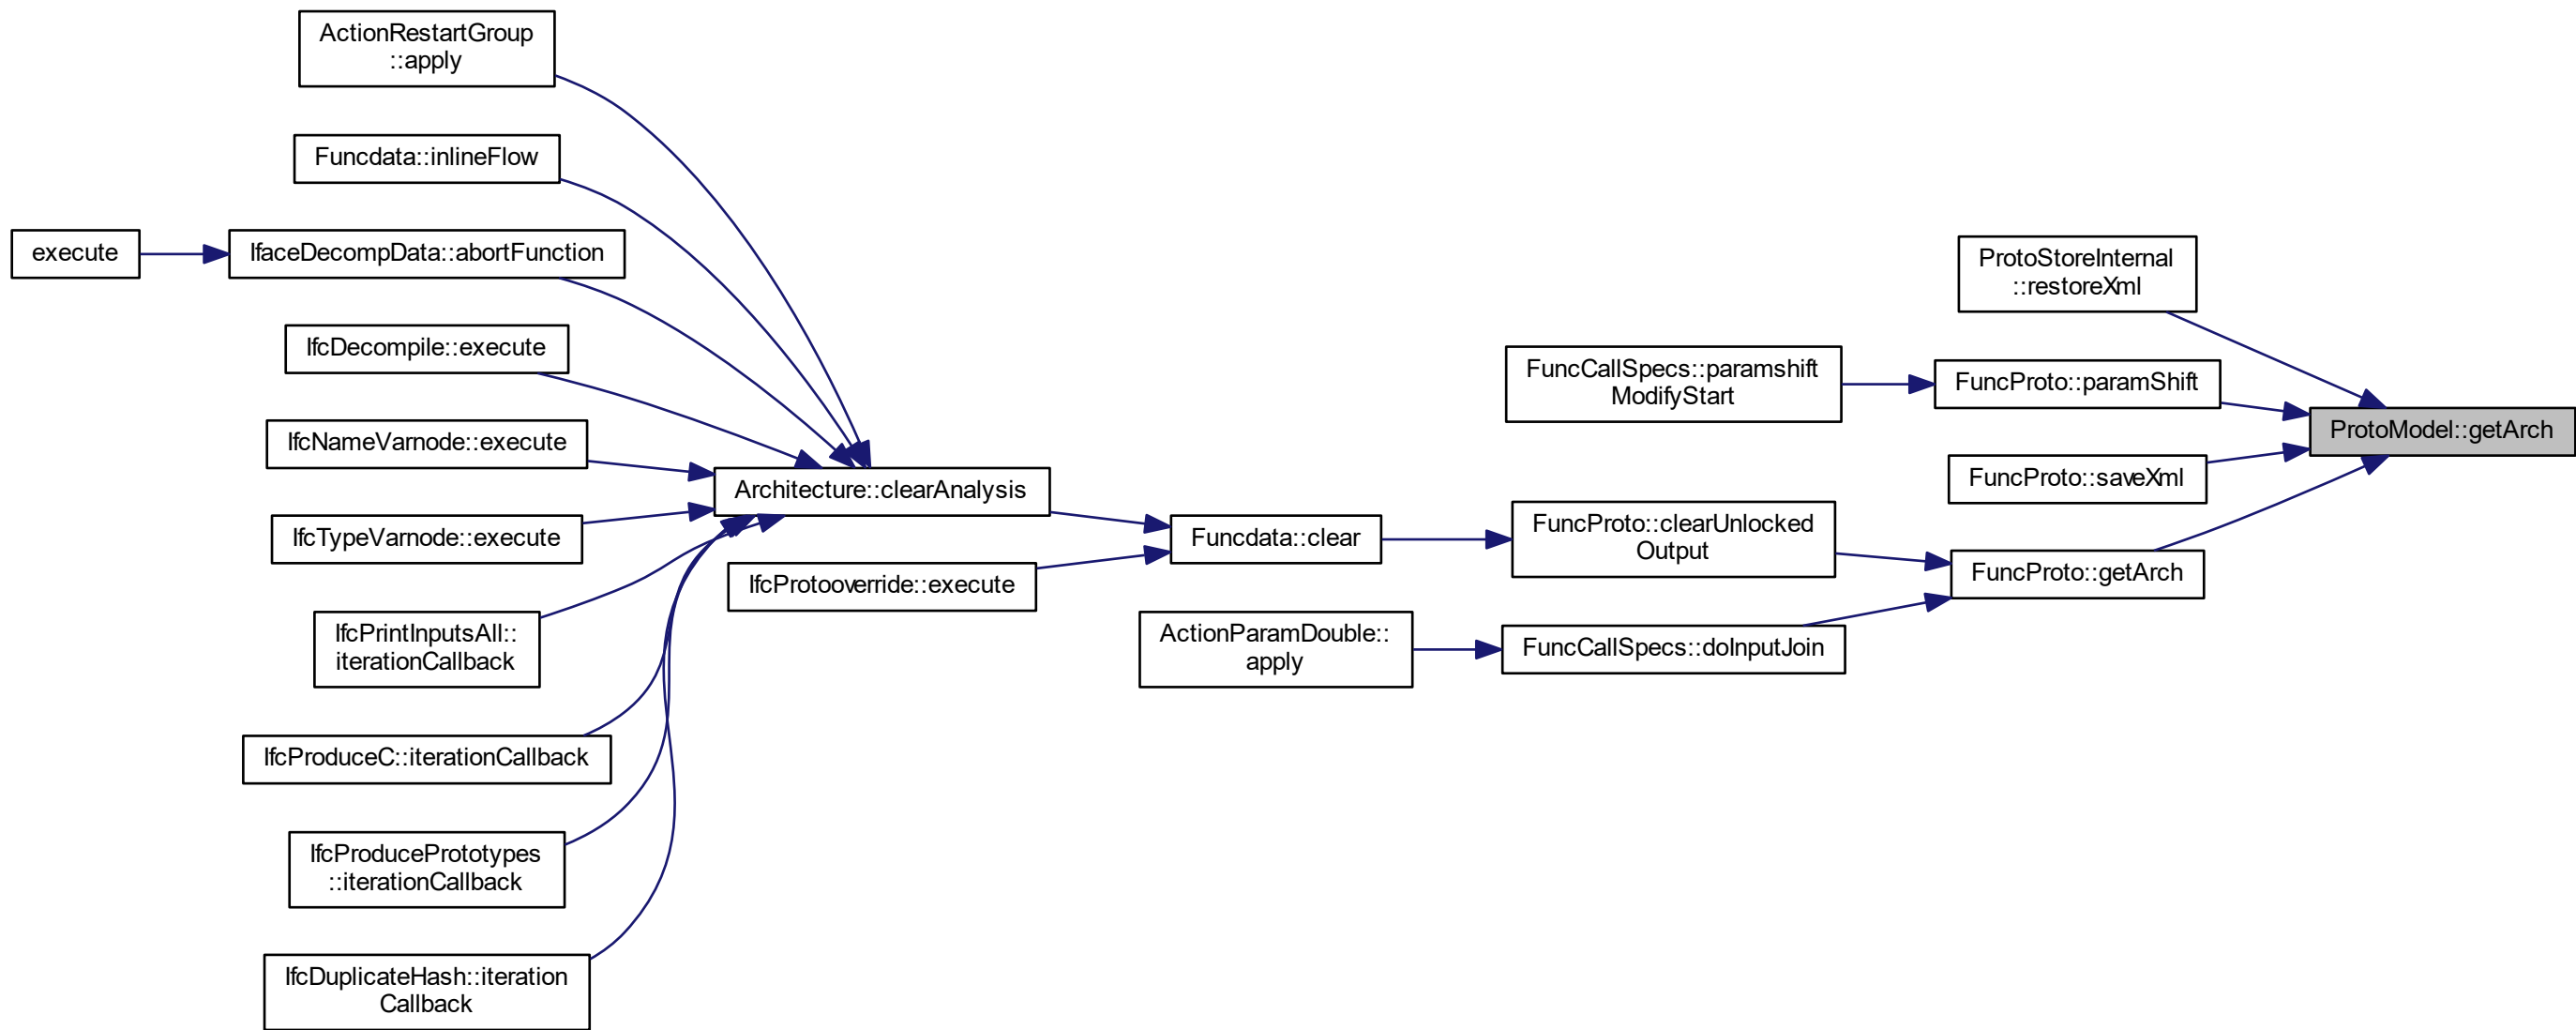 ActionRestartGroup
::apply
Funcdata::inlineFlow
execute
IfaceDecompData::abortFunction
IfcDecompile::execute
IfcNameVarnode::execute
IfcTypeVarnode::execute
IfcPrintInputsAll::
iterationCallback
IfcProduceC::iterationCallback
IfcProducePrototypes
::iterationCallback
IfcDuplicateHash::iteration
Callback
Architecture::clearAnalysis
IfcProtooverride::execute
Funcdata::clear
ActionParamDouble::
apply
FuncCallSpecs::paramshift
ModifyStart
FuncProto::clearUnlocked
Output
FuncCallSpecs::doInputJoin
ProtoStoreInternal
::restoreXml
FuncProto::paramShift
FuncProto::saveXml
FuncProto::getArch
ProtoModel::getArch